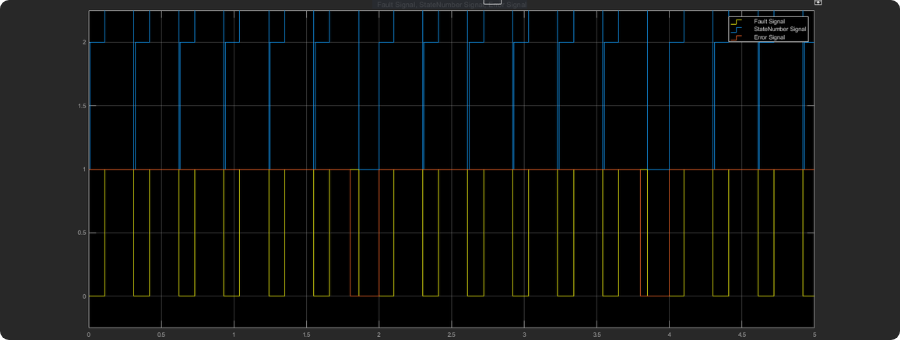 Fault Signal, StateNumber Signal, Error Signal
Fault Signal
StateNumber Signal
Error Signal
2
1.5
1
0.5
0
0 0.5 1 1.5 2 2.5 3 3.5 4 4.5 5